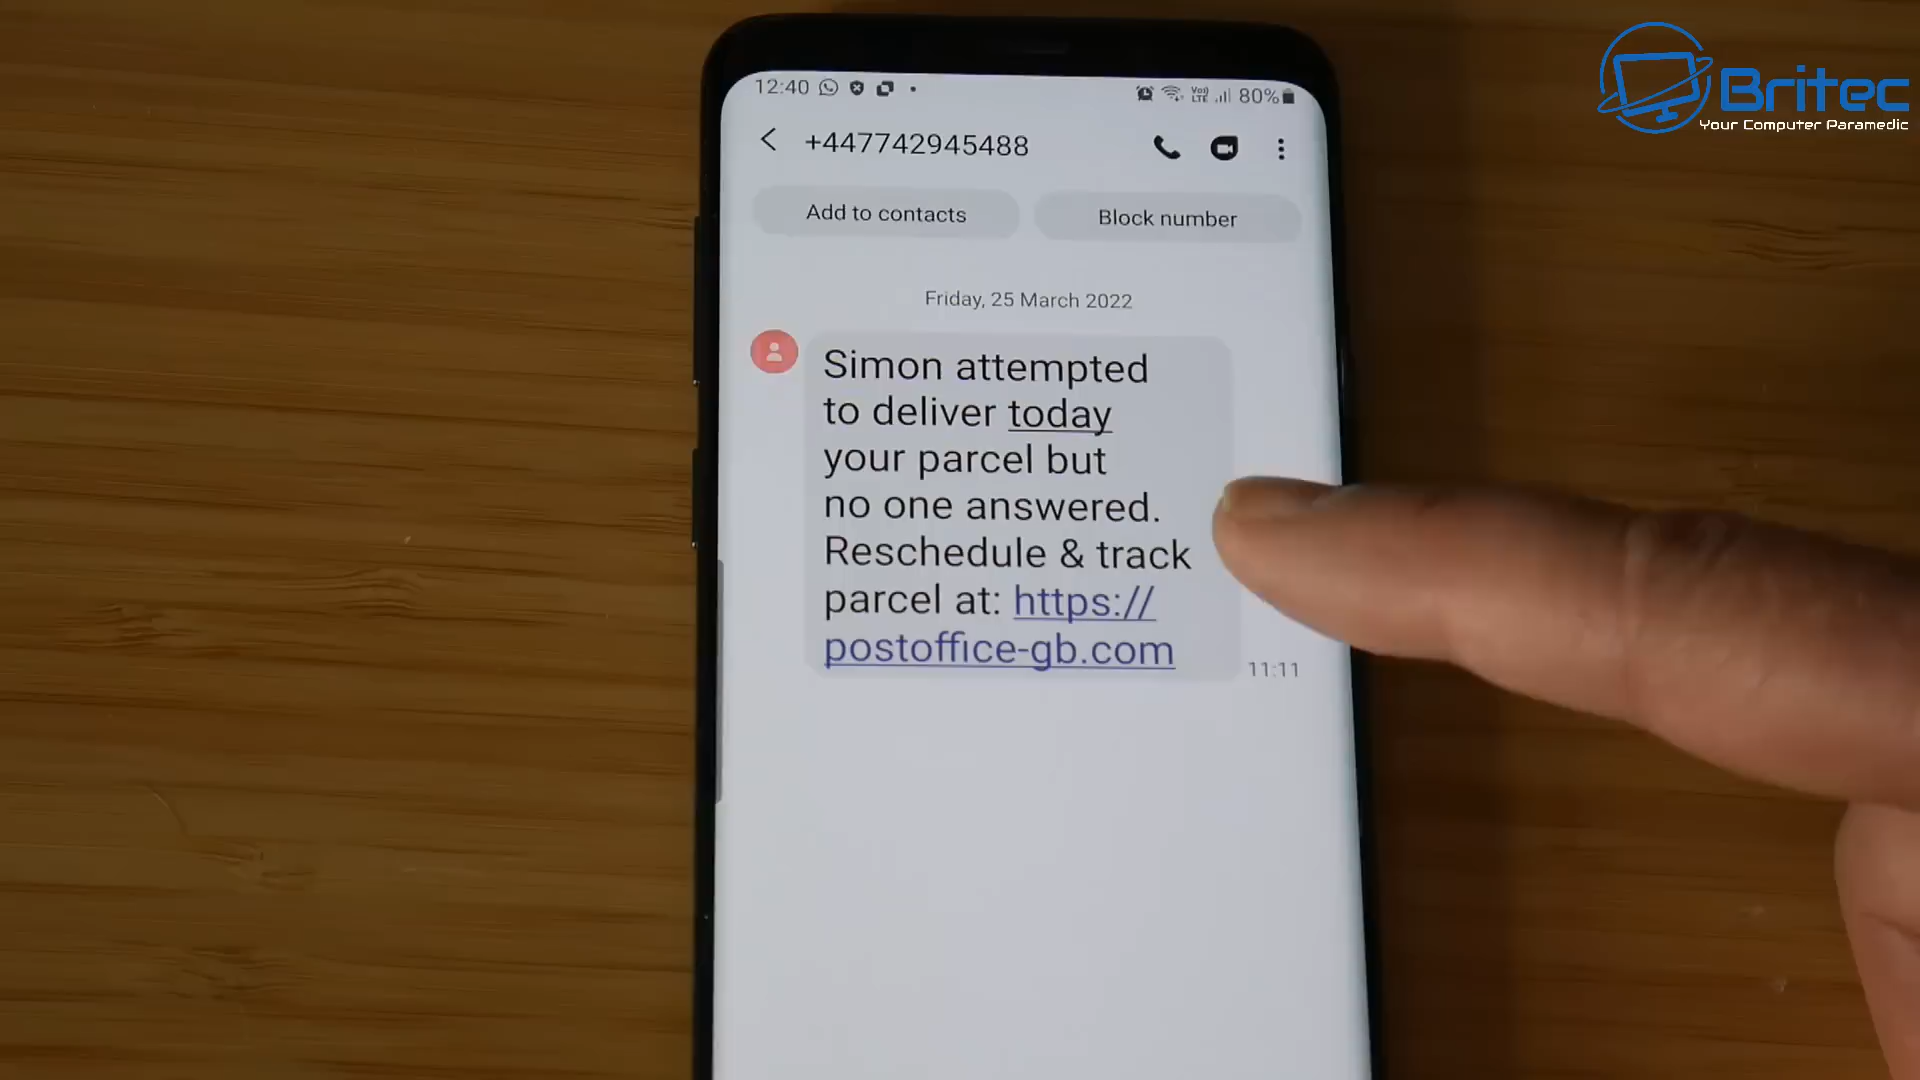 Britec
Your Computer Paramedic
12:40 80%
+447742945488
Add to contacts Block number
Friday, 25 March 2022
Simon attempted
to deliver today
your parcel but
no one answered.
Reschedule & track
parcel at: https://
postoffice-gb.com
11:11